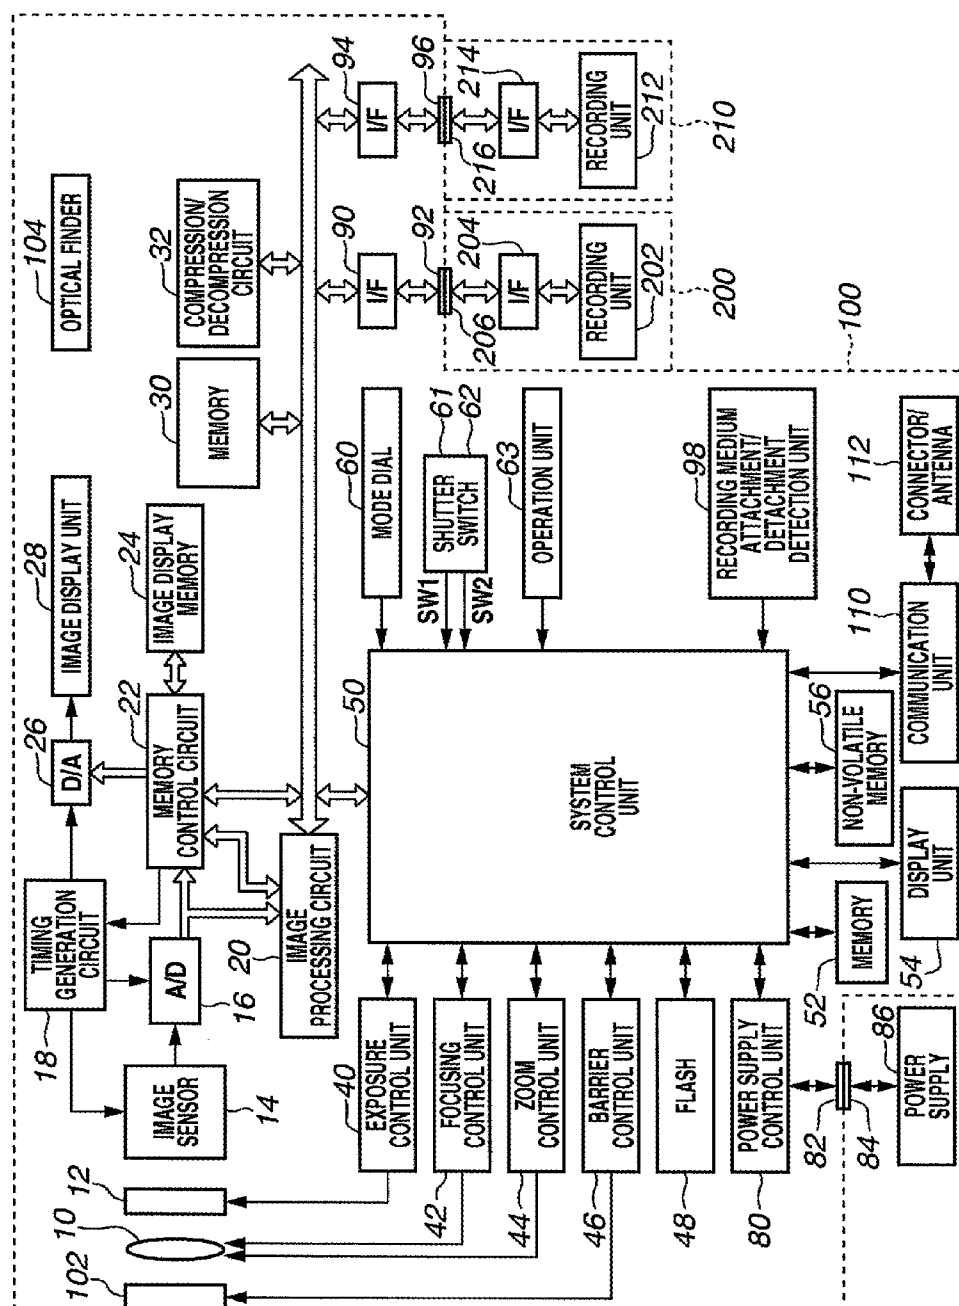 102
10
12
IMAGE
SENSOR
14
18
TIMING
GENERATION
CIRCUIT
A/D
16
26
D/A
28
IMAGE DISPLAY UNIT
22
MEMORY
CONTROL CIRCUIT
24
IMAGE DISPLAY
MEMORY
20
IMAGE
PROCESSING CIRCUIT
30
MEMORY
32
COMPRESSION/
DECOMPRESSION
CIRCUIT
104
OPTICAL FINDER
40
EXPOSURE
CONTROL UNIT
42
FOCUSING
CONTROL UNIT
44
ZOOM
CONTROL UNIT
46
BARRIER
CONTROL UNIT
48
FLASH
80
POWER SUPPLY
CONTROL UNIT
82
84
86
POWER
SUPPLY
50
SYSTEM
CONTROL
UNIT
52
MEMORY
54
DISPLAY
UNIT
56
NON-VOLATILE
MEMORY
110
COMMUNICATION
UNIT
112
CONNECTOR/
ANTENNA
60
MODE DIAL
SW1
SW2
61
62
SHUTTER
SWITCH
63
OPERATION UNIT
98
RECORDING MEDIUM
ATTACHMENT/
DETACHMENT
DETECTION UNIT
100
90
I/F
92
206
204
I/F
RECORDING
UNIT
202
200
94
I/F
96
216
214
I/F
RECORDING
UNIT
212
210